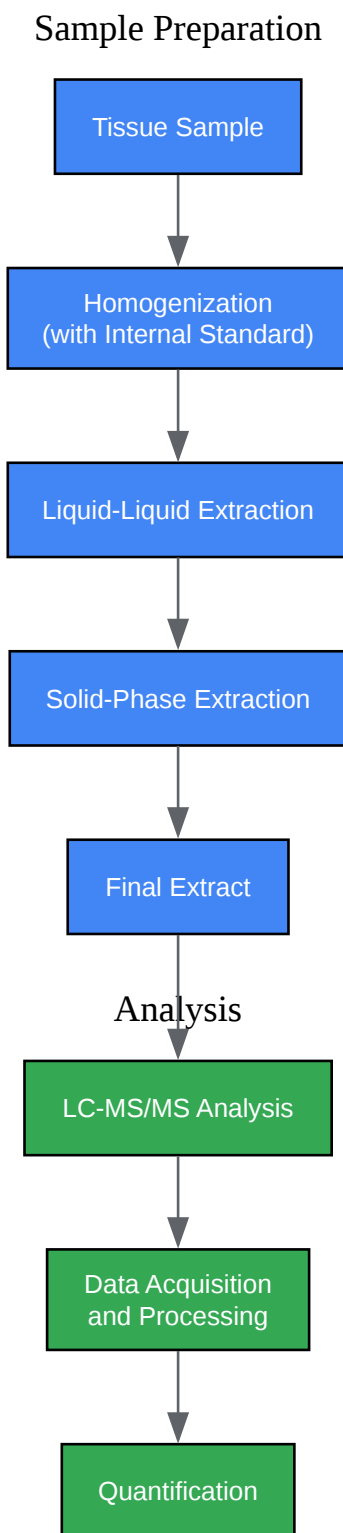 Sample Preparation
Tissue Sample
Homogenization
(with Internal Standard)
Liquid-Liquid Extraction
Solid-Phase Extraction
Final Extract
Analysis
LC-MS/MS Analysis
Data Acquisition
and Processing
Quantification